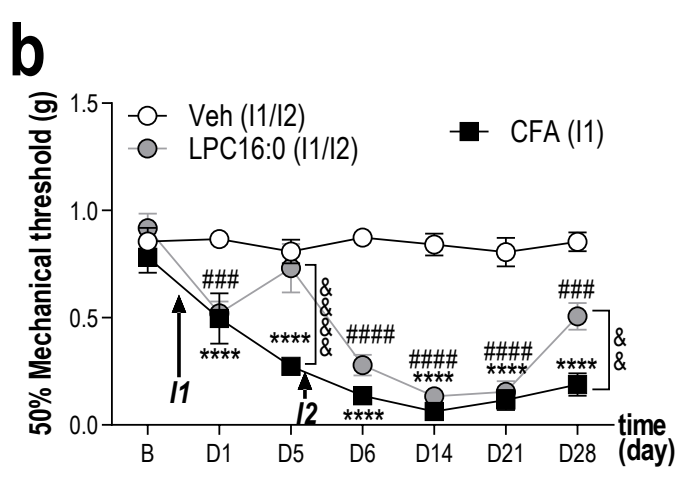 b
50% Mechanical threshold (g)
1.5
1.0
0.5
0.0
Veh (I1/I2)
LPC16:0 (I1/I2)
CFA (I1)
###
****
****
&&&&
####
****
####
****
####
****
###
****
&&
I1
I2
B D1 D5 D6 D14 D21 D28
time
(day)